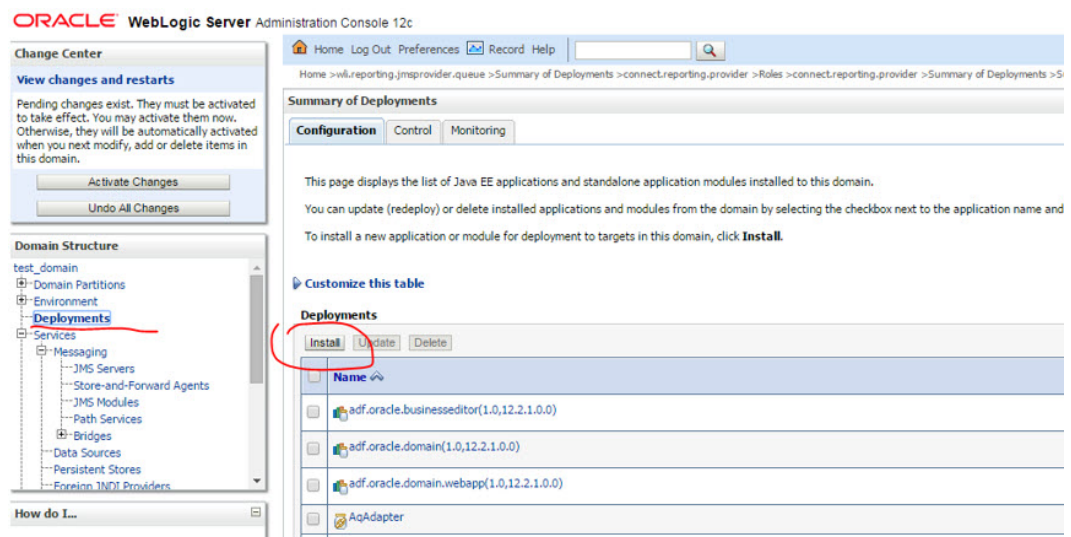 ORACLE WebLogic Server Administration Console 12c
Change Center
View changes and restarts
Pending changes exist. They must be activated
to take effect. You may activate them now.
Otherwise, they will be automatically activated
when you next modify, add or delete items in
this domain.
Activate Changes
Undo All Changes
Domain Structure
test_domain
Domain Partitions
Environment
Deployments
Services
Messaging
JMS Servers
Store-and-Forward Agents
JMS Modules
Path Services
Bridges
Data Sources
Persistent Stores
Foreign JNDI Providers
How do I...
Home Log Out Preferences Record Help
Home >wli.reporting.jmsprovider.queue >Summary of Deployments >connect.reporting.provider >Roles >connect.reporting.provider >Summary of Deployments >S
Summary of Deployments
Configuration Control Monitoring
This page displays the list of Java EE applications and standalone application modules installed to this domain.
You can update (redeploy) or delete installed applications and modules from the domain by selecting the checkbox next to the application name and
To install a new application or module for deployment to targets in this domain, click Install.
Customize this table
Deployments
Install Update Delete
Name
adf.oracle.businesseditor(1.0,12.2.1.0.0)
adf.oracle.domain(1.0,12.2.1.0.0)
adf.oracle.domain.webapp(1.0,12.2.1.0.0)
AqAdapter